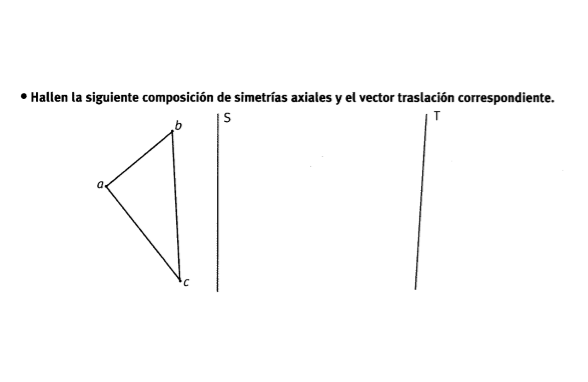 • Hallen la siguiente composición de simetrías axiales y el vector traslación correspondiente.
S
T
b
a
c